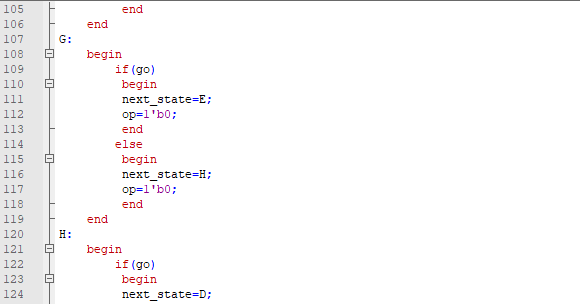 105 end
106 end
107 G:
108 begin
109 if(go)
110 begin
111 next_state=E;
112 op=1'b0;
113 end
114 else
115 begin
116 next_state=H;
117 op=1'b0;
118 end
119 end
120 H:
121 begin
122 if(go)
123 begin
124 next_state=D;